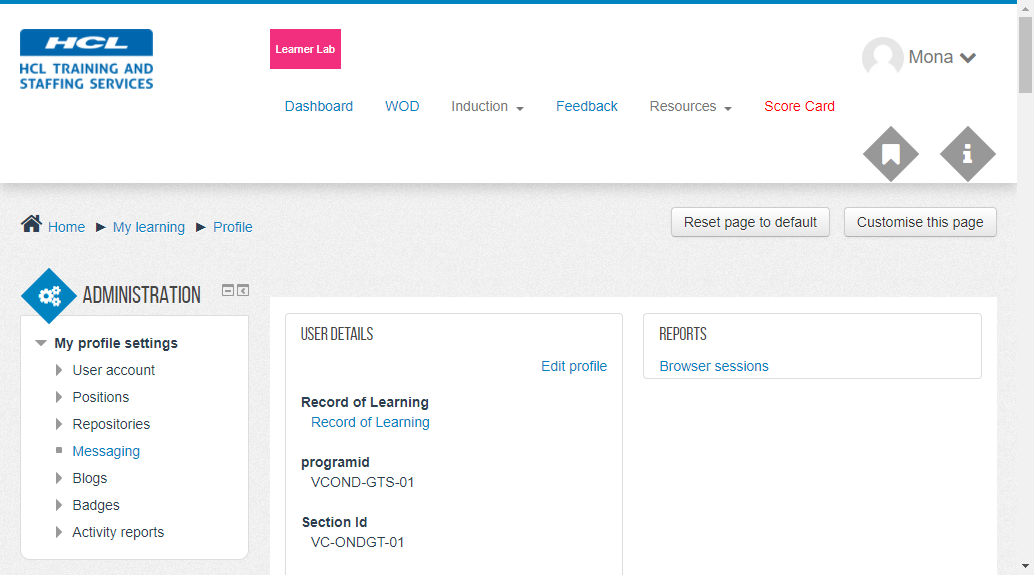 HCL
HCL TRAINING AND
STAFFING SERVICES
Learner Lab
Mona
Dashboard WOD Induction Feedback Resources Score Card
Home ► My learning ► Profile
Reset page to default Customise this page
ADMINISTRATION
My profile settings
User account
Positions
Repositories
Messaging
Blogs
Badges
Activity reports
USER DETAILS
Edit profile
Record of Learning
Record of Learning
programid
VCOND-GTS-01
Section Id
VC-ONDGT-01
REPORTS
Browser sessions